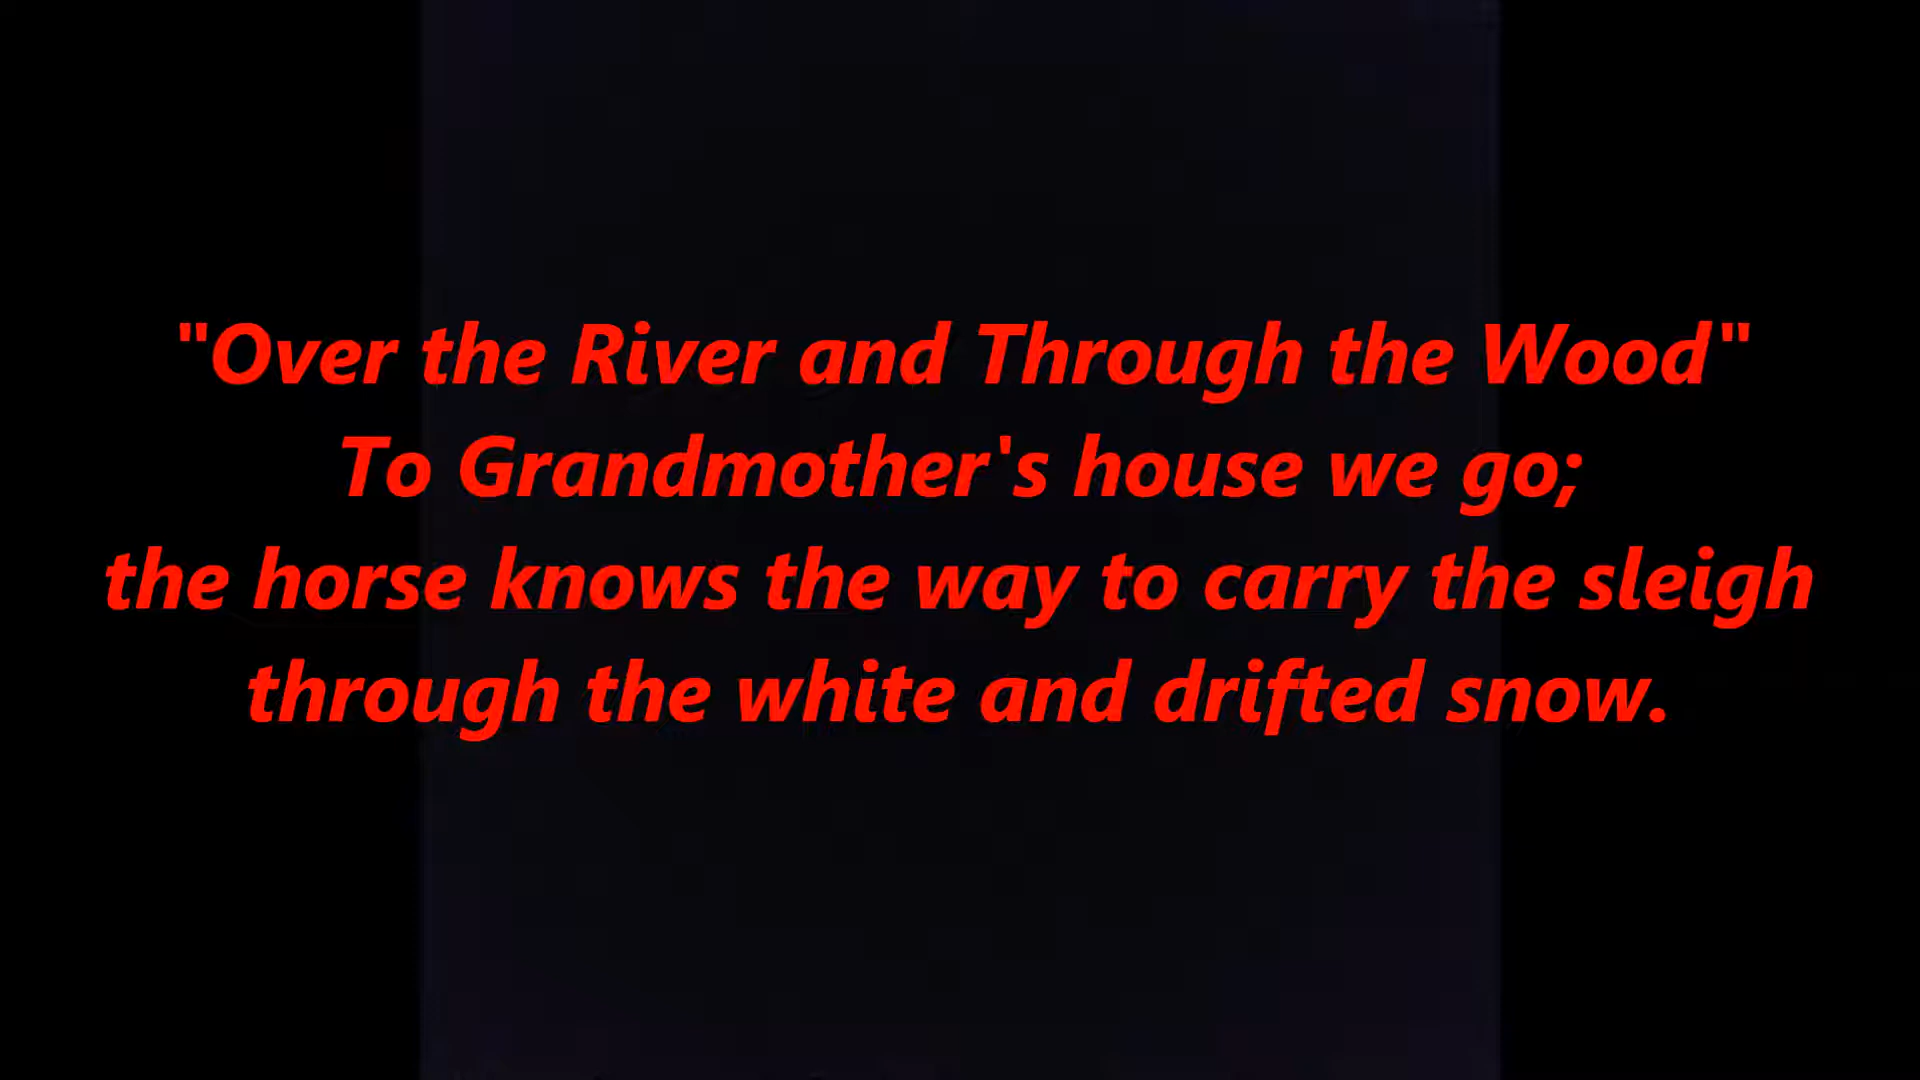 "Over the River and Through the Wood"
To Grandmother's house we go;
the horse knows the way to carry the sleigh
through the white and drifted snow.